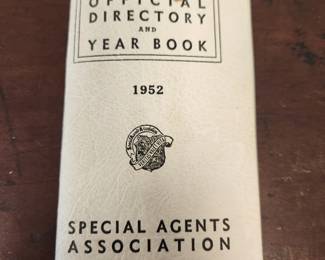 OFFICIAL
DIRECTORY
AND
YEAR BOOK
1952
SPECIAL AGENTS
ASSOCIATION